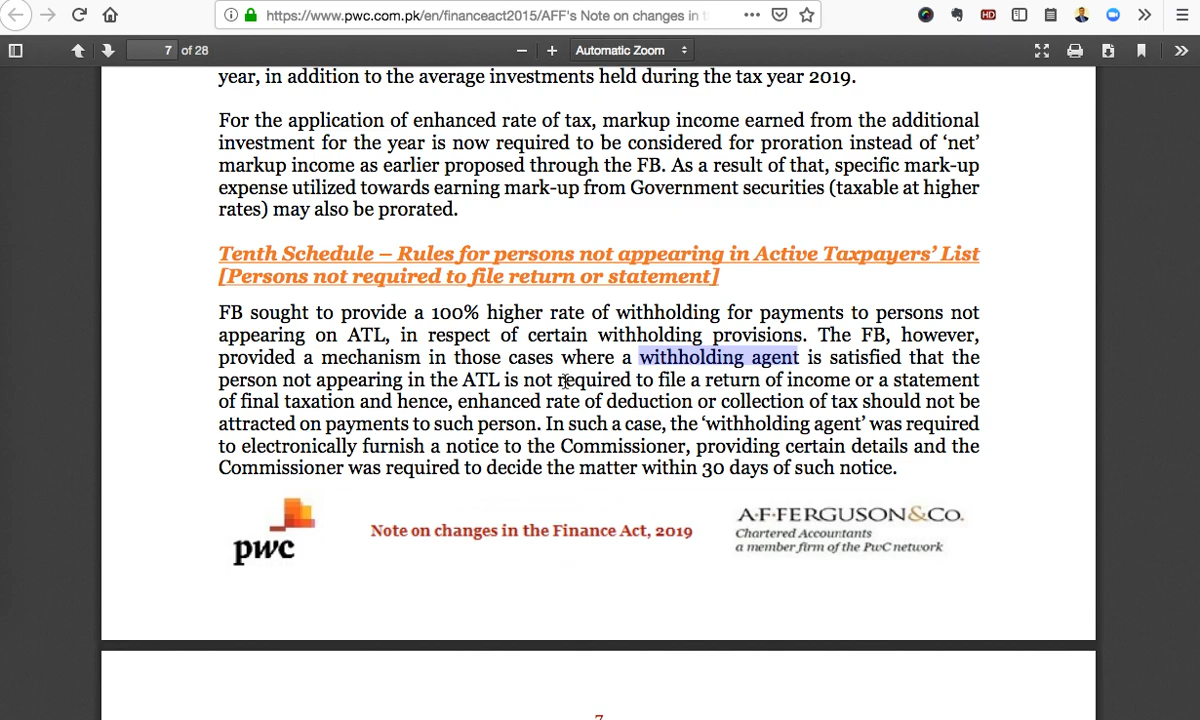 https://www.pwc.com.pk/en/financeact2015/AFF's Note on changes in t
HD
7 of 28
Automatic Zoom
year, in addition to the average investments held during the tax year 2019.
For the application of enhanced rate of tax, markup income earned from the additional
investment for the year is now required to be considered for proration instead of ‘net’
markup income as earlier proposed through the FB. As a result of that, specific mark-up
expense utilized towards earning mark-up from Government securities (taxable at higher
rates) may also be prorated.
Tenth Schedule – Rules for persons not appearing in Active Taxpayers’ List
[Persons not required to file return or statement]
FB sought to provide a 100% higher rate of withholding for payments to persons not
appearing on ATL, in respect of certain withholding provisions. The FB, however,
provided a mechanism in those cases where a withholding agent is satisfied that the
person not appearing in the ATL is not required to file a return of income or a statement
of final taxation and hence, enhanced rate of deduction or collection of tax should not be
attracted on payments to such person. In such a case, the ‘withholding agent’ was required
to electronically furnish a notice to the Commissioner, providing certain details and the
Commissioner was required to decide the matter within 30 days of such notice.
pwc
Note on changes in the Finance Act, 2019
A·F·FERGUSON&CO.
Chartered Accountants
a member firm of the PwC network
7